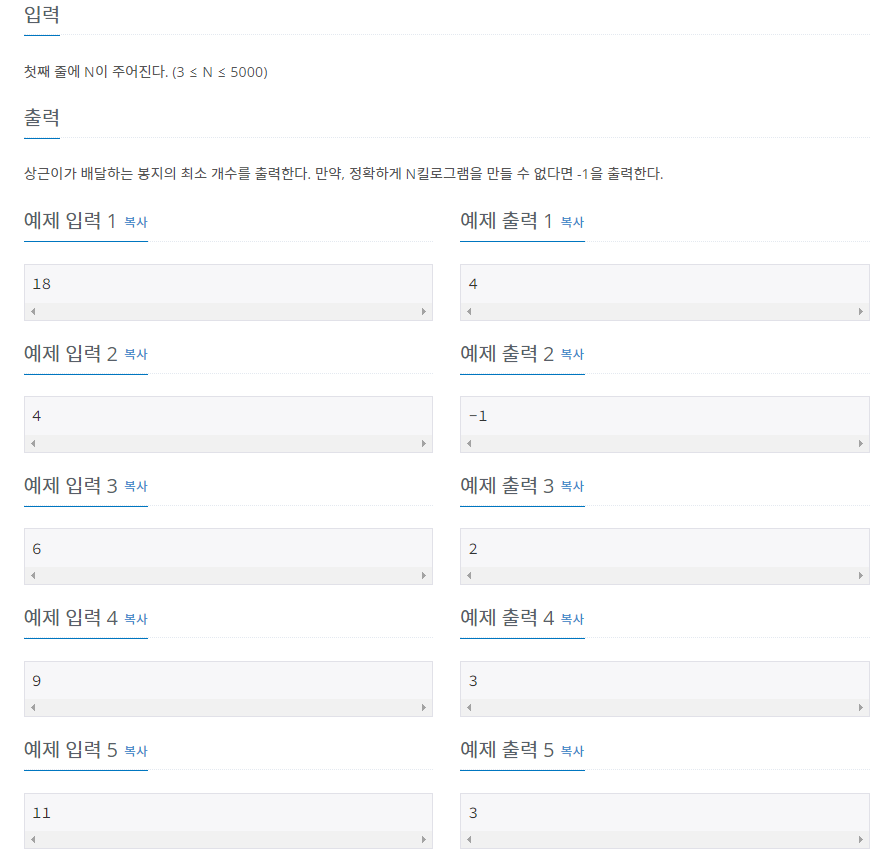 입력
첫째 줄에 N이 주어진다. (3 ≤ N ≤ 5000)
출력
상근이가 배달하는 봉지의 최소 개수를 출력한다. 만약, 정확하게 N킬로그램을 만들 수 없다면 -1을 출력한다.
예제 입력 1 복사
예제 출력 1 복사
18
4
예제 입력 2 복사
예제 출력 2 복사
4
-1
예제 입력 3 복사
예제 출력 3 복사
6
2
예제 입력 4 복사
예제 출력 4 복사
9
3
예제 입력 5 복사
예제 출력 5 복사
11
3